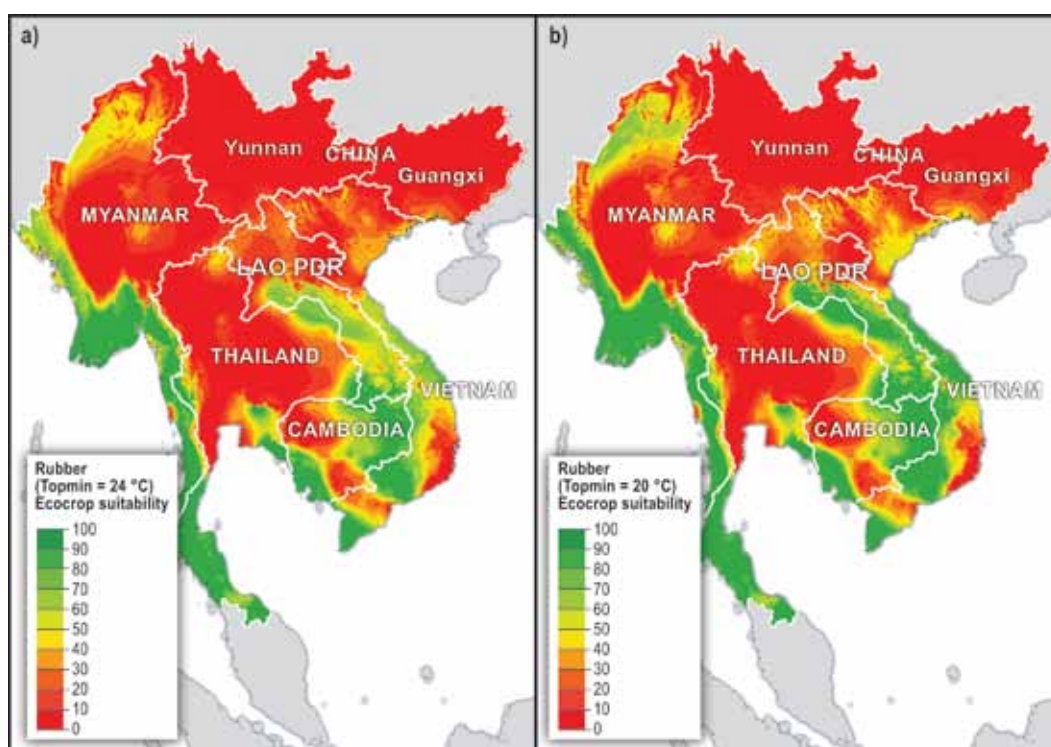 a)
Yunnan
CHINA
Guangxi
MYANMAR
LAO PDR
THAILAND
VIETNAM
CAMBODIA
Rubber
(Topmin = 24 °C)
Ecocrop suitability
100
90
80
70
60
50
40
30
20
10
0
b)
Yunnan
CHINA
Guangxi
MYANMAR
LAO PDR
THAILAND
VIETNAM
CAMBODIA
Rubber
(Topmin = 20 °C)
Ecocrop suitability
100
90
80
70
60
50
40
30
20
10
0